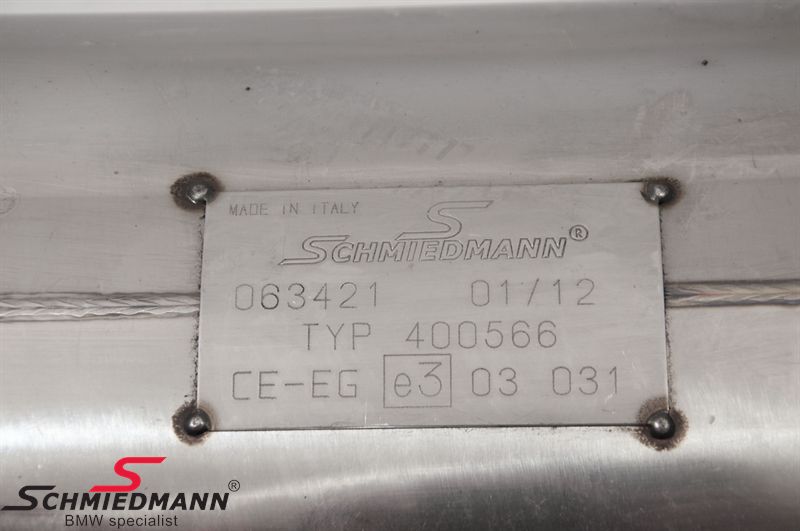 MADE IN ITALY
SCHMIEDMANN®
063421 01/12
TYP 400566
CE-EG e3 03 031
SCHMIEDMANN®
BMW specialist